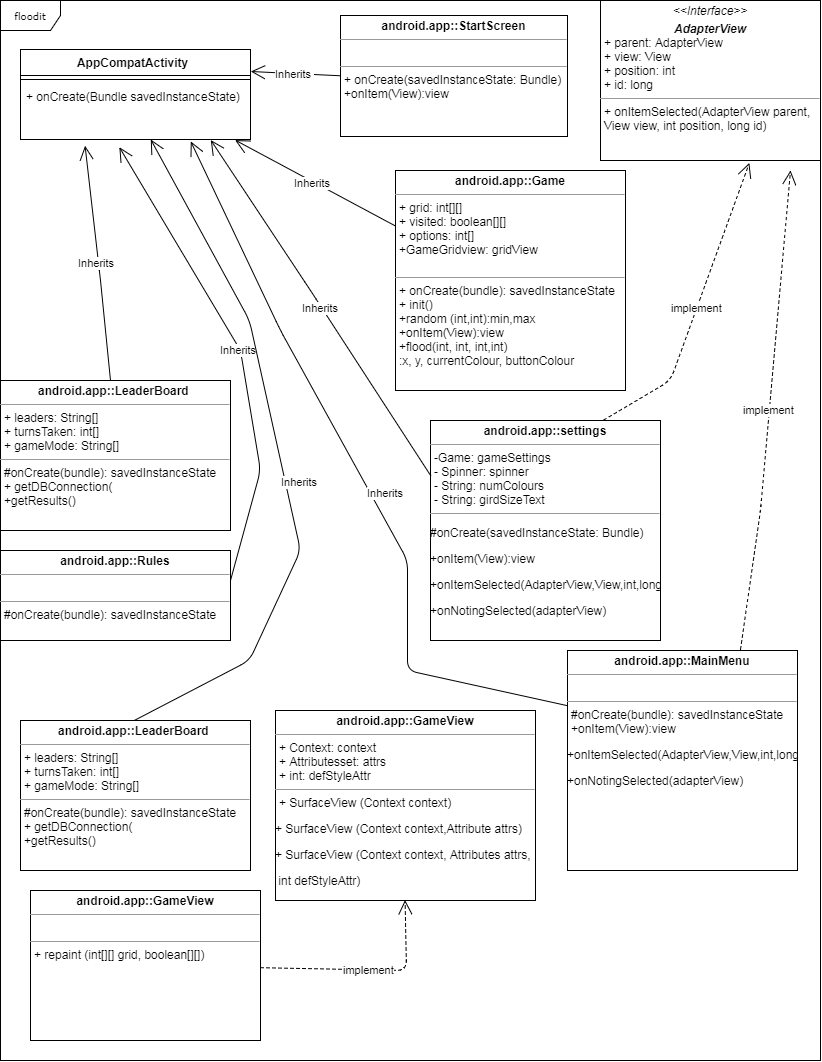 floodit
AppCompatActivity
+ onCreate(Bundle savedInstanceState)
Inherits
android.app::StartScreen
+ onCreate(savedInstanceState: Bundle)
+onItem(View):view
<<Interface>>
AdapterView
+ parent: AdapterView
+ view: View
+ position: int
+ id: long
+ onItemSelected(AdapterView parent,
View view, int position, long id)
Inherits
android.app::Game
+ grid: int[][]
+ visited: boolean[][]
+ options: int[]
+GameGridview: gridView
+ onCreate(bundle): savedInstanceState
+ init()
+random (int,int):min,max
+onItem(View):view
+flood(int, int, int,int)
:x, y, currentColour, buttonColour
Inherits
Inherits
implement
Inherits
android.app::LeaderBoard
+ leaders: String[]
+ turnsTaken: int[]
+ gameMode: String[]
#onCreate(bundle): savedInstanceState
+ getDBConnection(
+getResults()
implement
android.app::settings
-Game: gameSettings
- Spinner: spinner
- String: numColours
- String: girdSizeText
#onCreate(savedInstanceState: Bundle)
+onItem(View):view
+onItemSelected(AdapterView,View,int,long
+onNotingSelected(adapterView)
Inherits
Inherits
android.app::Rules
#onCreate(bundle): savedInstanceState
android.app::MainMenu
#onCreate(bundle): savedInstanceState
+onItem(View):view
+onItemSelected(AdapterView,View,int,long
+onNotingSelected(adapterView)
android.app::LeaderBoard
+ leaders: String[]
+ turnsTaken: int[]
+ gameMode: String[]
#onCreate(bundle): savedInstanceState
+ getDBConnection(
+getResults()
android.app::GameView
+ Context: context
+ Attributesset: attrs
+ int: defStyleAttr
+ SurfaceView (Context context)
+ SurfaceView (Context context,Attribute attrs)
+ SurfaceView (Context context, Attributes attrs,
int defStyleAttr)
android.app::GameView
+ repaint (int[][] grid, boolean[][])
implement